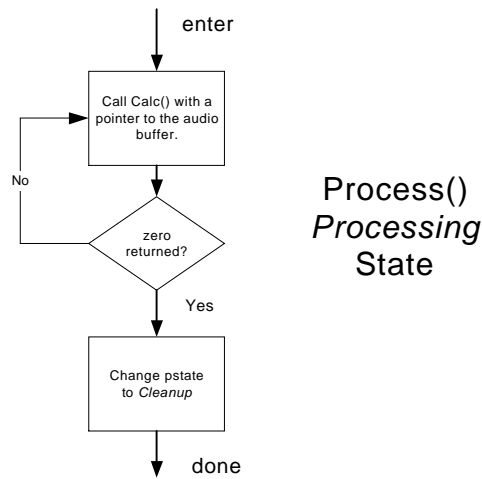 enter
Call Calc() with a
pointer to the audio
buffer.
No
zero
returned?
Yes
Change pstate
to Cleanup
done
Process()
Processing
State